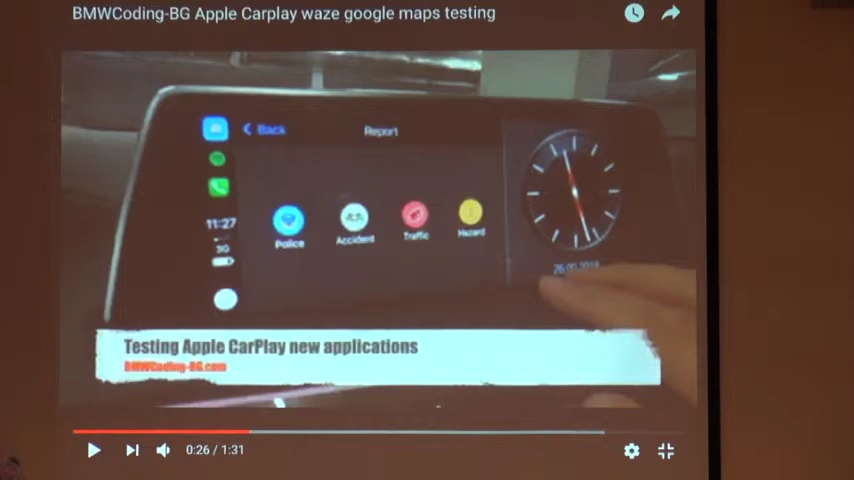 BMWCoding-BG Apple Carplay waze google maps testing
Back
Report
11:27
3G
Police
Accident
Traffic
Hazard
Testing Apple CarPlay new applications
BMWCoding-BG.com
0:26 / 1:31